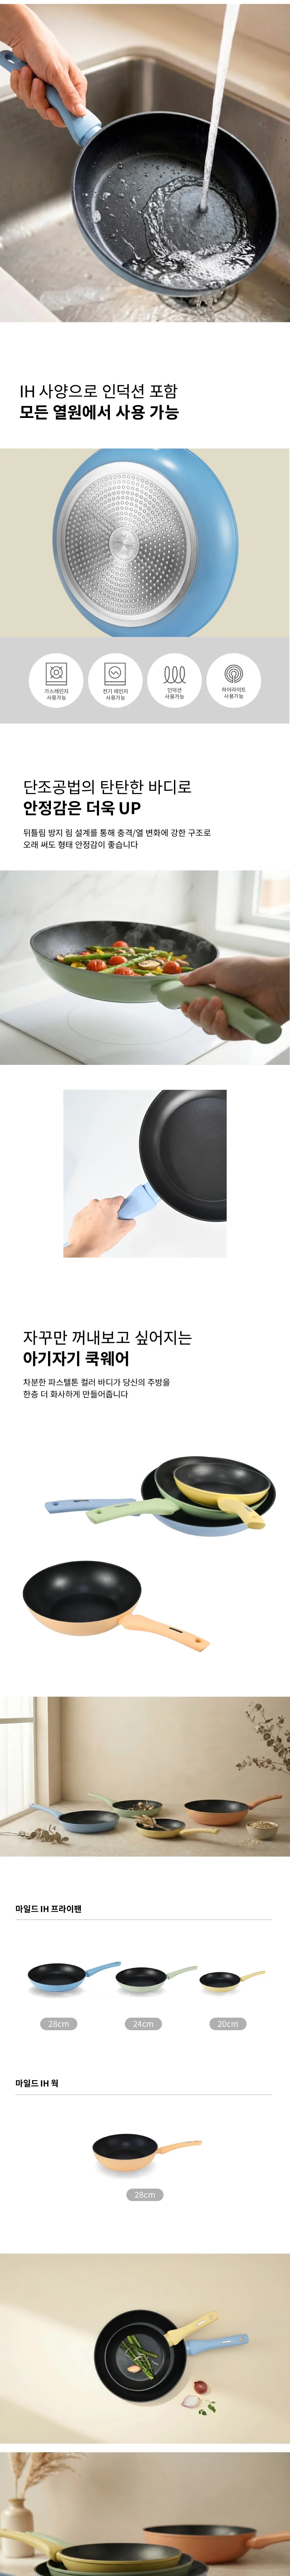 IH 사양으로 인덕션 포함
모든 열원에서 사용 가능
가스레인지
사용가능
전기 레인지
사용가능
인덕션
사용가능
하이라이트
사용가능
단조공법의 탄탄한 바디로
안정감은 더욱 UP
뒤틀림 방지 림 설계를 통해 충격/열 변화에 강한 구조로
오래 써도 형태 안정감이 좋습니다
자꾸만 꺼내보고 싶어지는
아기자기 쿡웨어
차분한 파스텔톤 컬러 바디가 당신의 주방을
한층 더 화사하게 만들어줍니다
마일드 IH 프라이팬
28cm
24cm
20cm
마일드 IH 웍
28cm